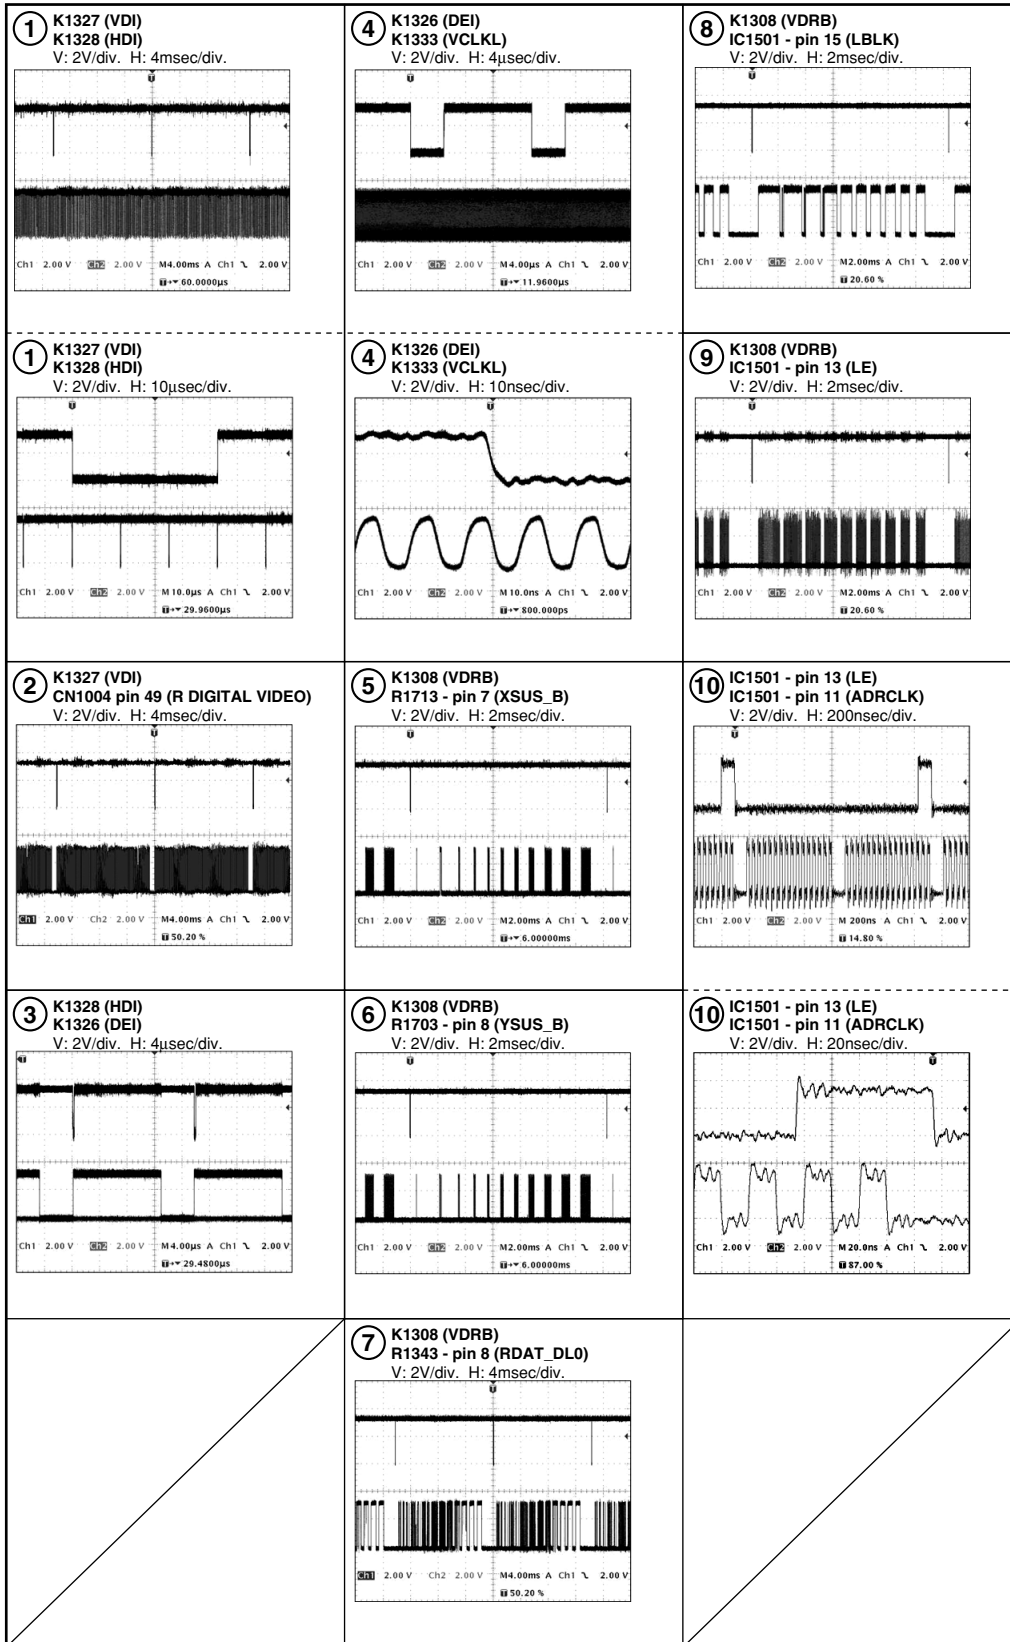 1
K1327 (VDI)
K1328 (HDI)
V: 2V/div. H: 4msec/div.
Ch1 2.00 V Ch2 2.00 V M4.00ms A Ch1 2.00 V
60.0000µs
1
K1327 (VDI)
K1328 (HDI)
V: 2V/div. H: 10µsec/div.
Ch1 2.00 V Ch2 2.00 V M10.0µs A Ch1 2.00 V
29.9600µs
2
K1327 (VDI)
CN1004 pin 49 (R DIGITAL VIDEO)
V: 2V/div. H: 4msec/div.
Ch1 2.00 V Ch2 2.00 V M4.00ms A Ch1 2.00 V
50.20 %
3
K1328 (HDI)
K1326 (DEI)
V: 2V/div. H: 4µsec/div.
Ch1 2.00 V Ch2 2.00 V M4.00µs A Ch1 2.00 V
29.4800µs
4
K1326 (DEI)
K1333 (VCLKL)
V: 2V/div. H: 4µsec/div.
Ch1 2.00 V Ch2 2.00 V M4.00µs A Ch1 2.00 V
11.9600µs
4
K1326 (DEI)
K1333 (VCLKL)
V: 2V/div. H: 10nsec/div.
Ch1 2.00 V Ch2 2.00 V M10.0ns A Ch1 2.00 V
800.000ps
5
K1308 (VDRB)
R1713 - pin 7 (XSUS_B)
V: 2V/div. H: 2msec/div.
Ch1 2.00 V Ch2 2.00 V M2.00ms A Ch1 2.00 V
6.00000ms
6
K1308 (VDRB)
R1703 - pin 8 (YSUS_B)
V: 2V/div. H: 2msec/div.
Ch1 2.00 V Ch2 2.00 V M2.00ms A Ch1 2.00 V
6.00000ms
7
K1308 (VDRB)
R1343 - pin 8 (RDAT_DL0)
V: 2V/div. H: 4msec/div.
Ch1 2.00 V Ch2 2.00 V M4.00ms A Ch1 2.00 V
50.20 %
8
K1308 (VDRB)
IC1501 - pin 15 (LBLK)
V: 2V/div. H: 2msec/div.
Ch1 2.00 V Ch2 2.00 V M2.00ms A Ch1 2.00 V
20.60 %
9
K1308 (VDRB)
IC1501 - pin 13 (LE)
V: 2V/div. H: 2msec/div.
Ch1 2.00 V Ch2 2.00 V M2.00ms A Ch1 2.00 V
20.60 %
10
IC1501 - pin 13 (LE)
IC1501 - pin 11 (ADRCLK)
V: 2V/div. H: 200nsec/div.
Ch1 2.00 V Ch2 2.00 V M 200ns A Ch1 2.00 V
14.80 %
10
IC1501 - pin 13 (LE)
IC1501 - pin 11 (ADRCLK)
V: 2V/div. H: 20nsec/div.
Ch1 2.00 V Ch2 2.00 V M20.0ns A Ch1 2.00 V
87.00 %